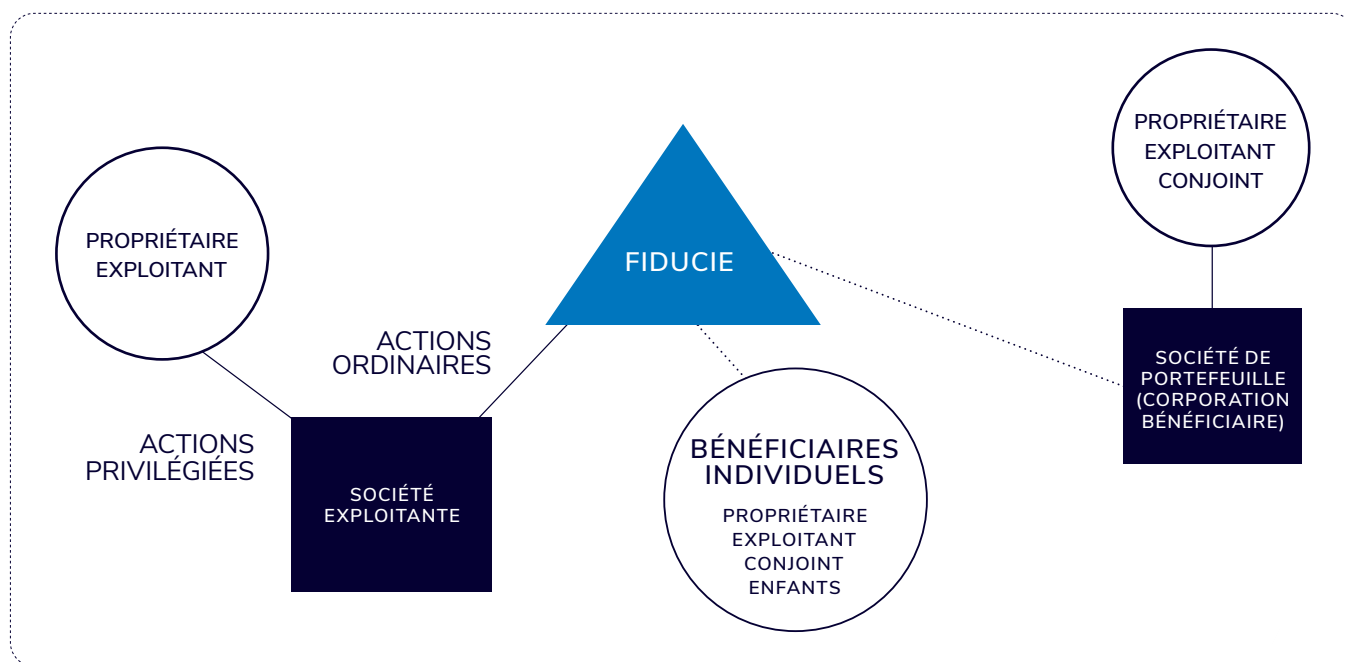 PROPRIÉTAIRE
EXPLOITANT
ACTIONS
PRIVILÉGIÉES
SOCIÉTÉ
EXPLOITANTE
ACTIONS
ORDINAIRES
FIDUCIE
BÉNÉFICIAIRES
INDIVIDUELS
PROPRIÉTAIRE
EXPLOITANT
CONJOINT
ENFANTS
PROPRIÉTAIRE
EXPLOITANT
CONJOINT
SOCIÉTÉ DE
PORTEFEUILLE
(CORPORATION
BÉNÉFICIAIRE)